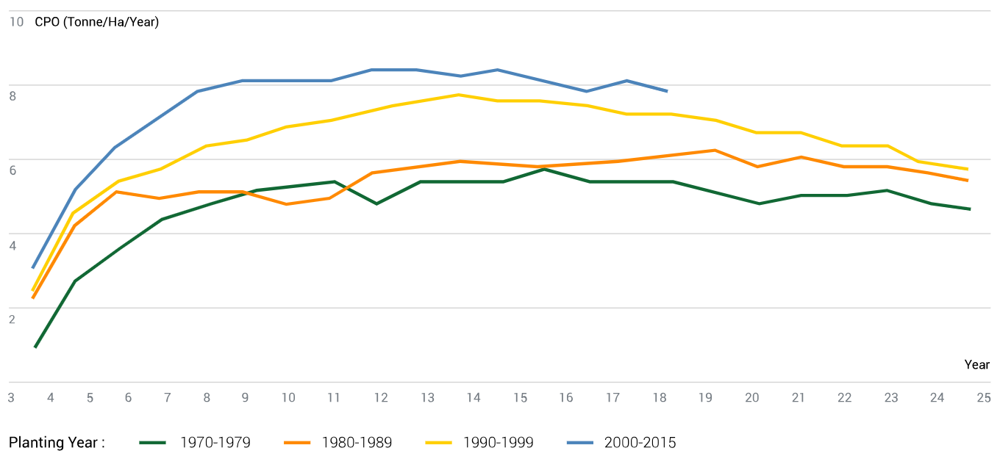 10 CPO (Tonne/Ha/Year)
8
6
4
2
Year
3 4 5 6 7 8 9 10 11 12 13 14 15 16 17 18 19 20 21 22 23 24 25
Planting Year : 1970-1979 1980-1989 1990-1999 2000-2015